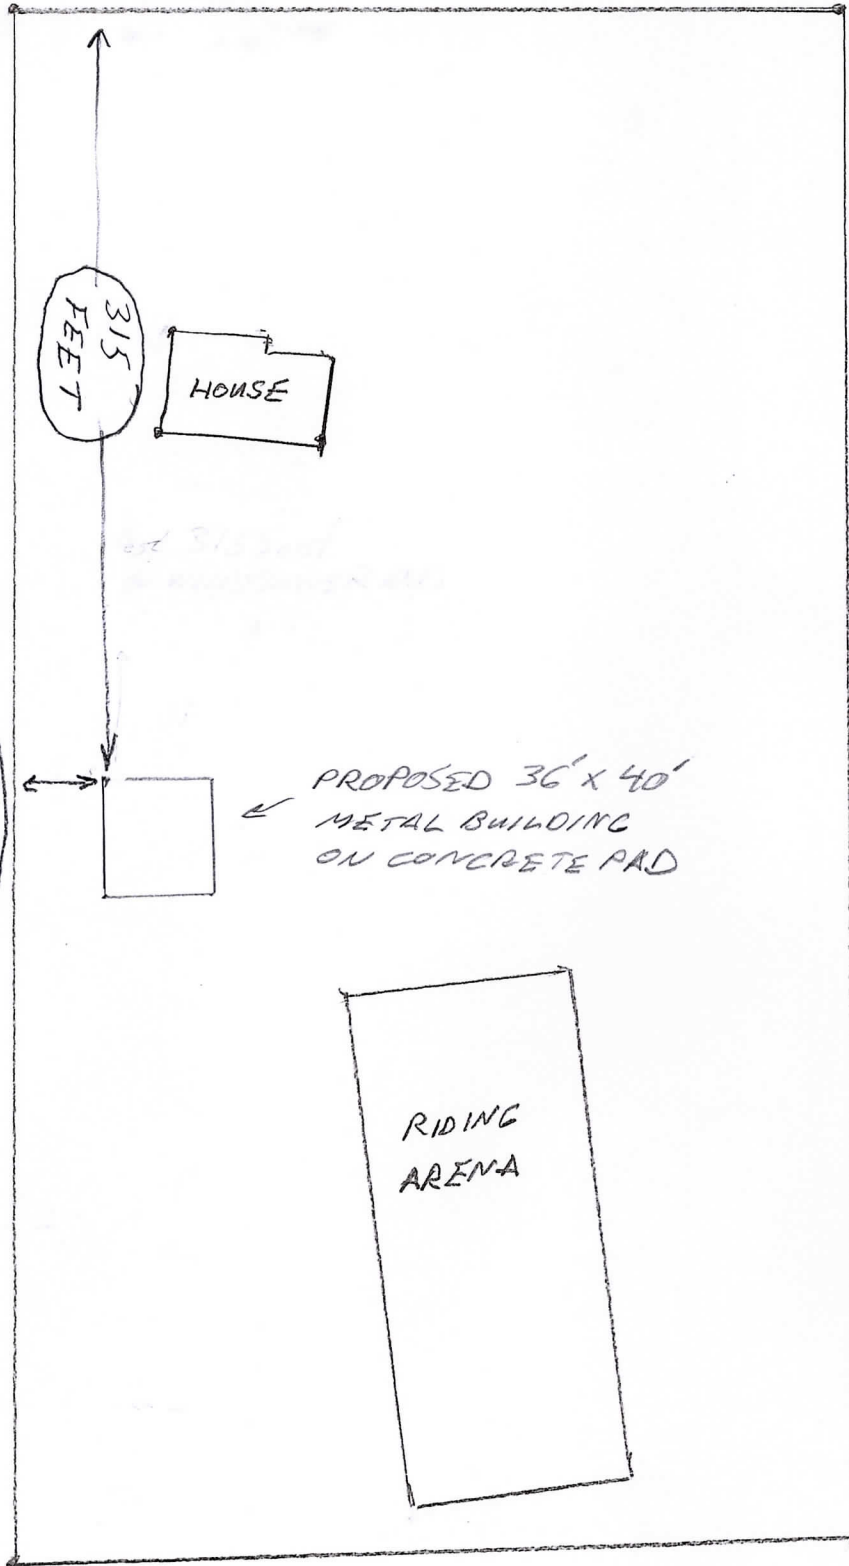 315
FEET
HOUSE
PROPOSED 36' X 40'
METAL BUILDING
ON CONCRETE PAD
RIDING
ARENA